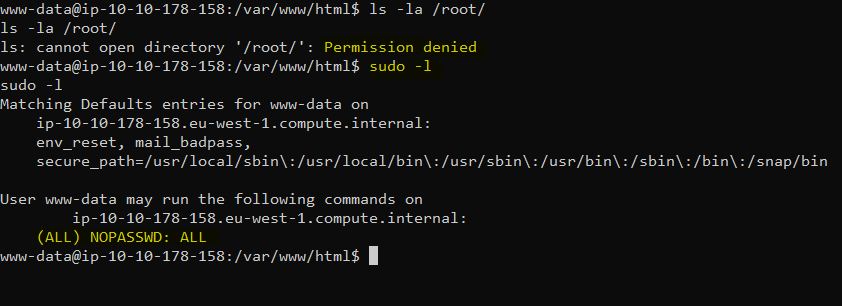 www-data@ip-10-10-178-158:/var/www/html$ ls -la /root/
ls -la /root/
ls: cannot open directory '/root/': Permission denied
www-data@ip-10-10-178-158:/var/www/html$ sudo -l
sudo -l
Matching Defaults entries for www-data on
    ip-10-10-178-158.eu-west-1.compute.internal:
    env_reset, mail_badpass,
    secure_path=/usr/local/sbin\:/usr/local/bin\:/usr/sbin\:/usr/bin\:/sbin\:/bin\:/snap/bin

User www-data may run the following commands on
        ip-10-10-178-158.eu-west-1.compute.internal:
    (ALL) NOPASSWD: ALL
www-data@ip-10-10-178-158:/var/www/html$